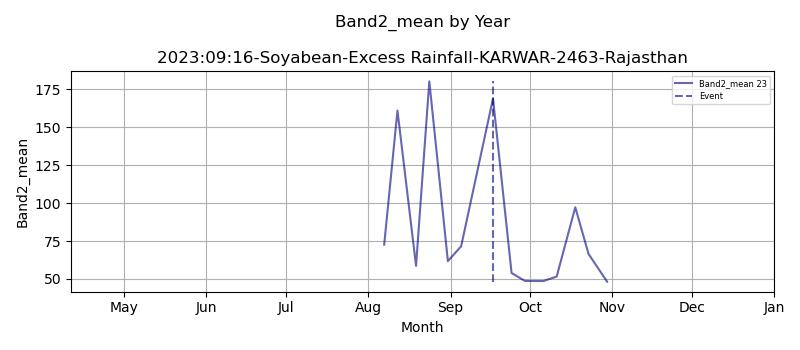 Band2_mean by Year
2023:09:16-Soyabean-Excess Rainfall-KARWAR-2463-Rajasthan
Band2_mean
175
150
125
100
75
50
Band2_mean 23
Event
May Jun Jul Aug Sep Oct Nov Dec Jan
Month